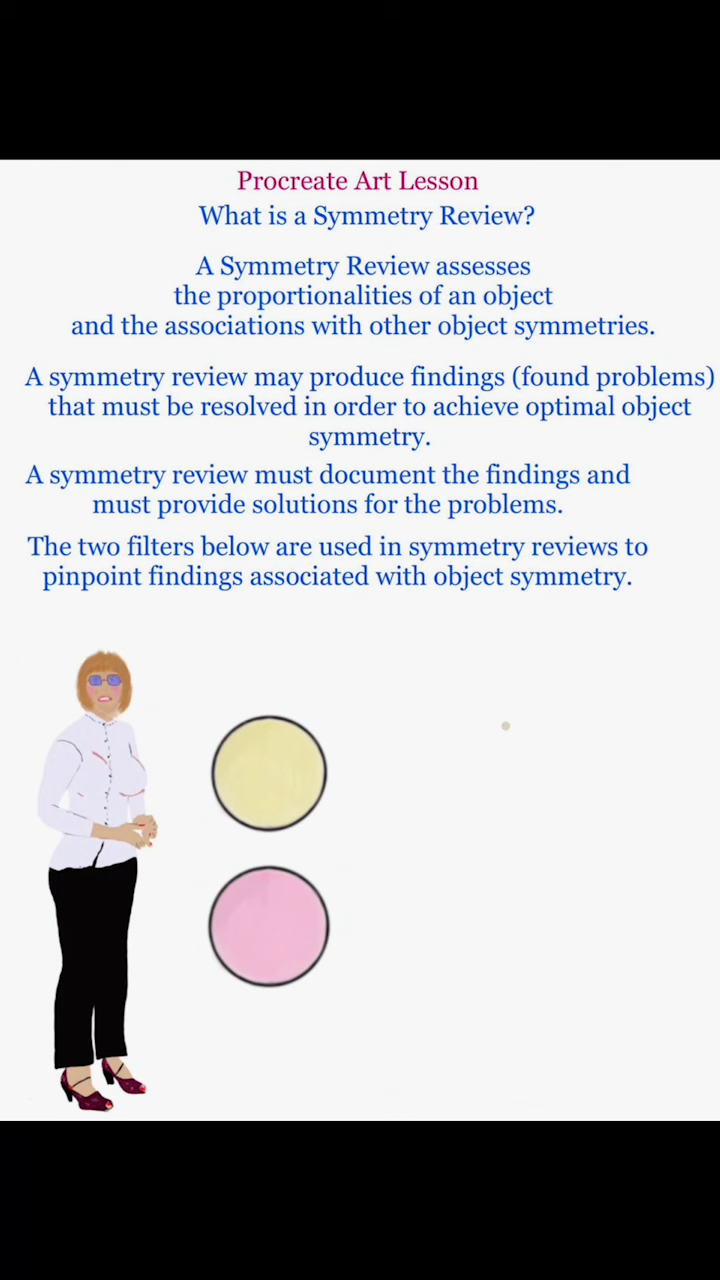 Procreate Art Lesson
What is a Symmetry Review?
A Symmetry Review assesses
the proportionalities of an object
and the associations with other object symmetries.
A symmetry review may produce findings (found problems)
that must be resolved in order to achieve optimal object
symmetry.
A symmetry review must document the findings and
must provide solutions for the problems.
The two filters below are used in symmetry reviews to
pinpoint findings associated with object symmetry.